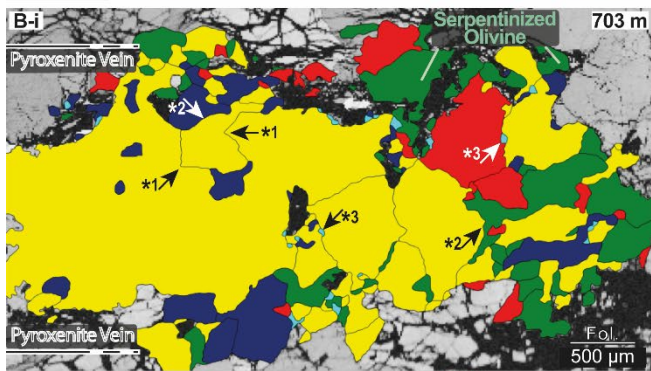 B-i
Serpentinized
Olivine
703 m
Pyroxenite Vein
*2
*1
*3
*1
*3
*2
Pyroxenite Vein
Fol.
500 µm